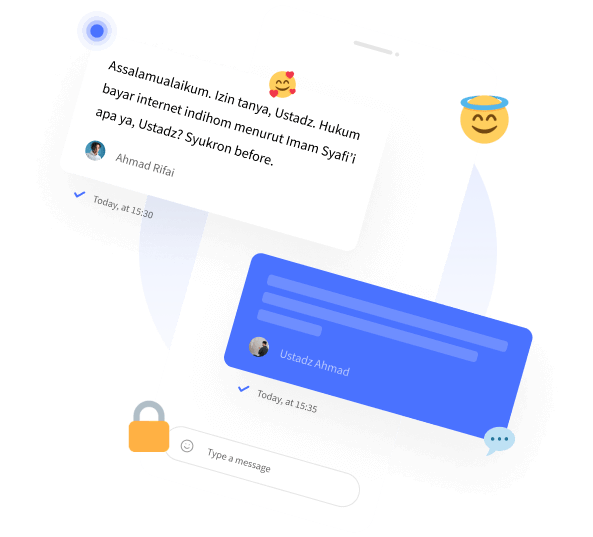 Assalamualaikum. Izin tanya, Ustadz. Hukum
bayar internet indihom menurut Imam Syafi'i
apa ya, Ustadz? Syukron before.
Ahmad Rifai
Today, at 15:30
Ustadz Ahmad
Today, at 15:35
Type a message